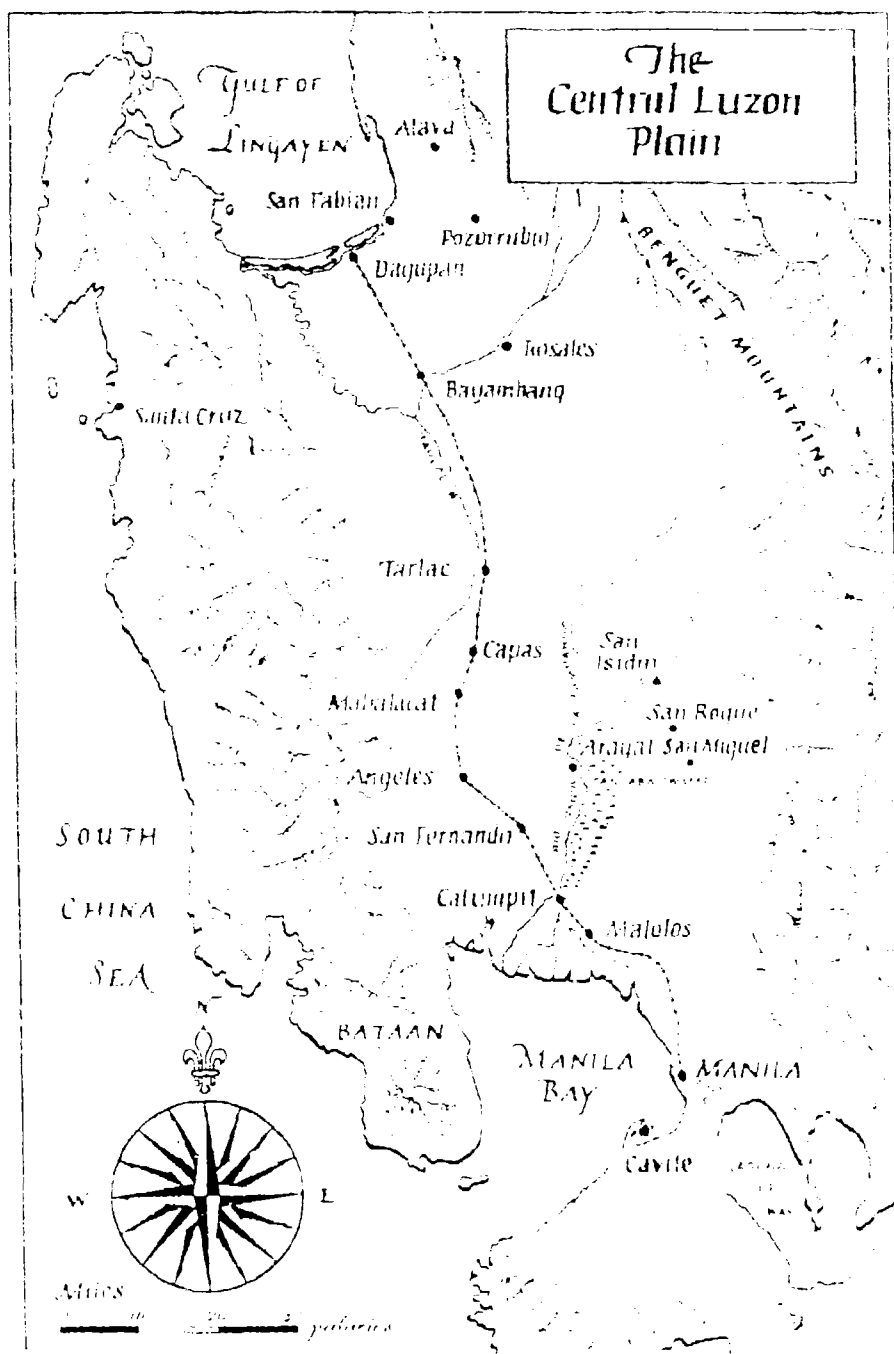 The
Central Luzon
Plain
GULF OF
LINGAYEN
Alava
San Fabian
Pozorrubio
Dagupan
BENGUET MOUNTAINS
Rosales
Bayambang
Santa Cruz
Tarlac
Capas
San
Isidro
Mabalacat
San Roque
Arayat
San Miguel
Angeles
SOUTH
San Fernando
CHINA
Calumpit
Malolos
SEA
N
BATAAN
MANILA
BAY
MANILA
Cavite
W
E
Miles
palacios